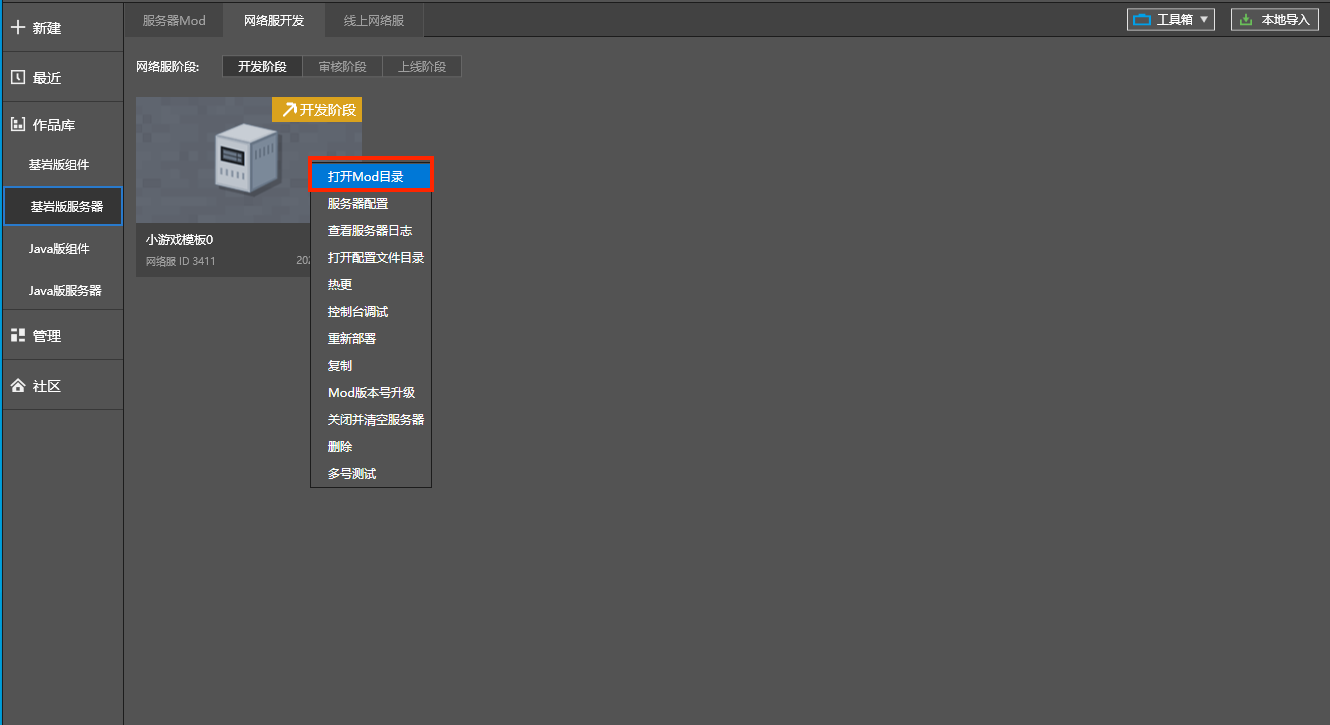 新建
最近
作品库
基岩版组件
基岩版服务器
Java版组件
Java版服务器
管理
社区
服务器Mod 网络服开发 线上网络服
工具箱 本地导入
网络服阶段: 开发阶段 审核阶段 上线阶段
开发阶段
小游戏模板0
网络服 ID 3411
打开Mod目录
服务器配置
查看服务器日志
打开配置文件目录
热更
控制台调试
重新部署
复制
Mod版本号升级
关闭并清空服务器
删除
多号测试